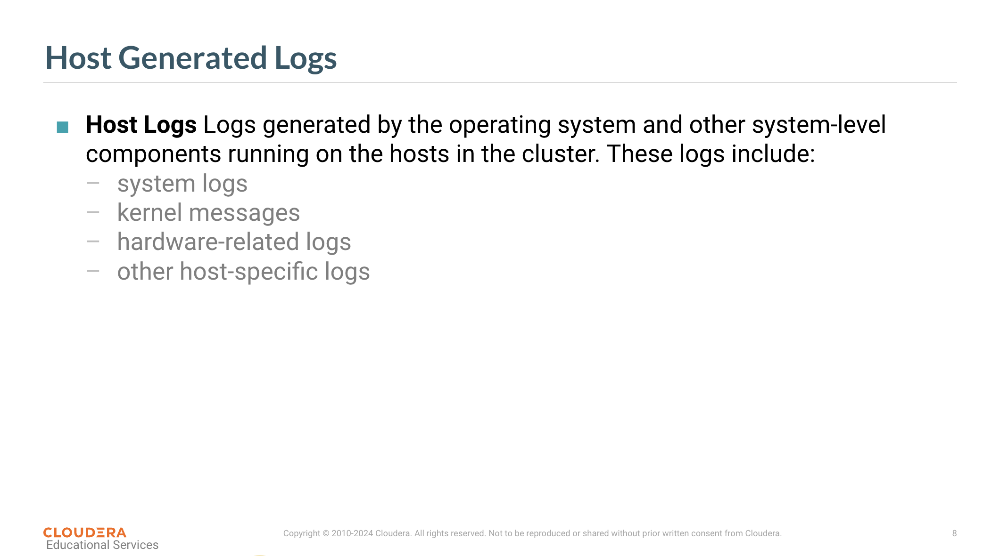 Host Generated Logs
■ Host Logs Logs generated by the operating system and other system-level
components running on the hosts in the cluster. These logs include:
– system logs
– kernel messages
– hardware-related logs
– other host-specific logs
CLOUDERA
Educational Services
Copyright © 2010-2024 Cloudera. All rights reserved. Not to be reproduced or shared without prior written consent from Cloudera.
8